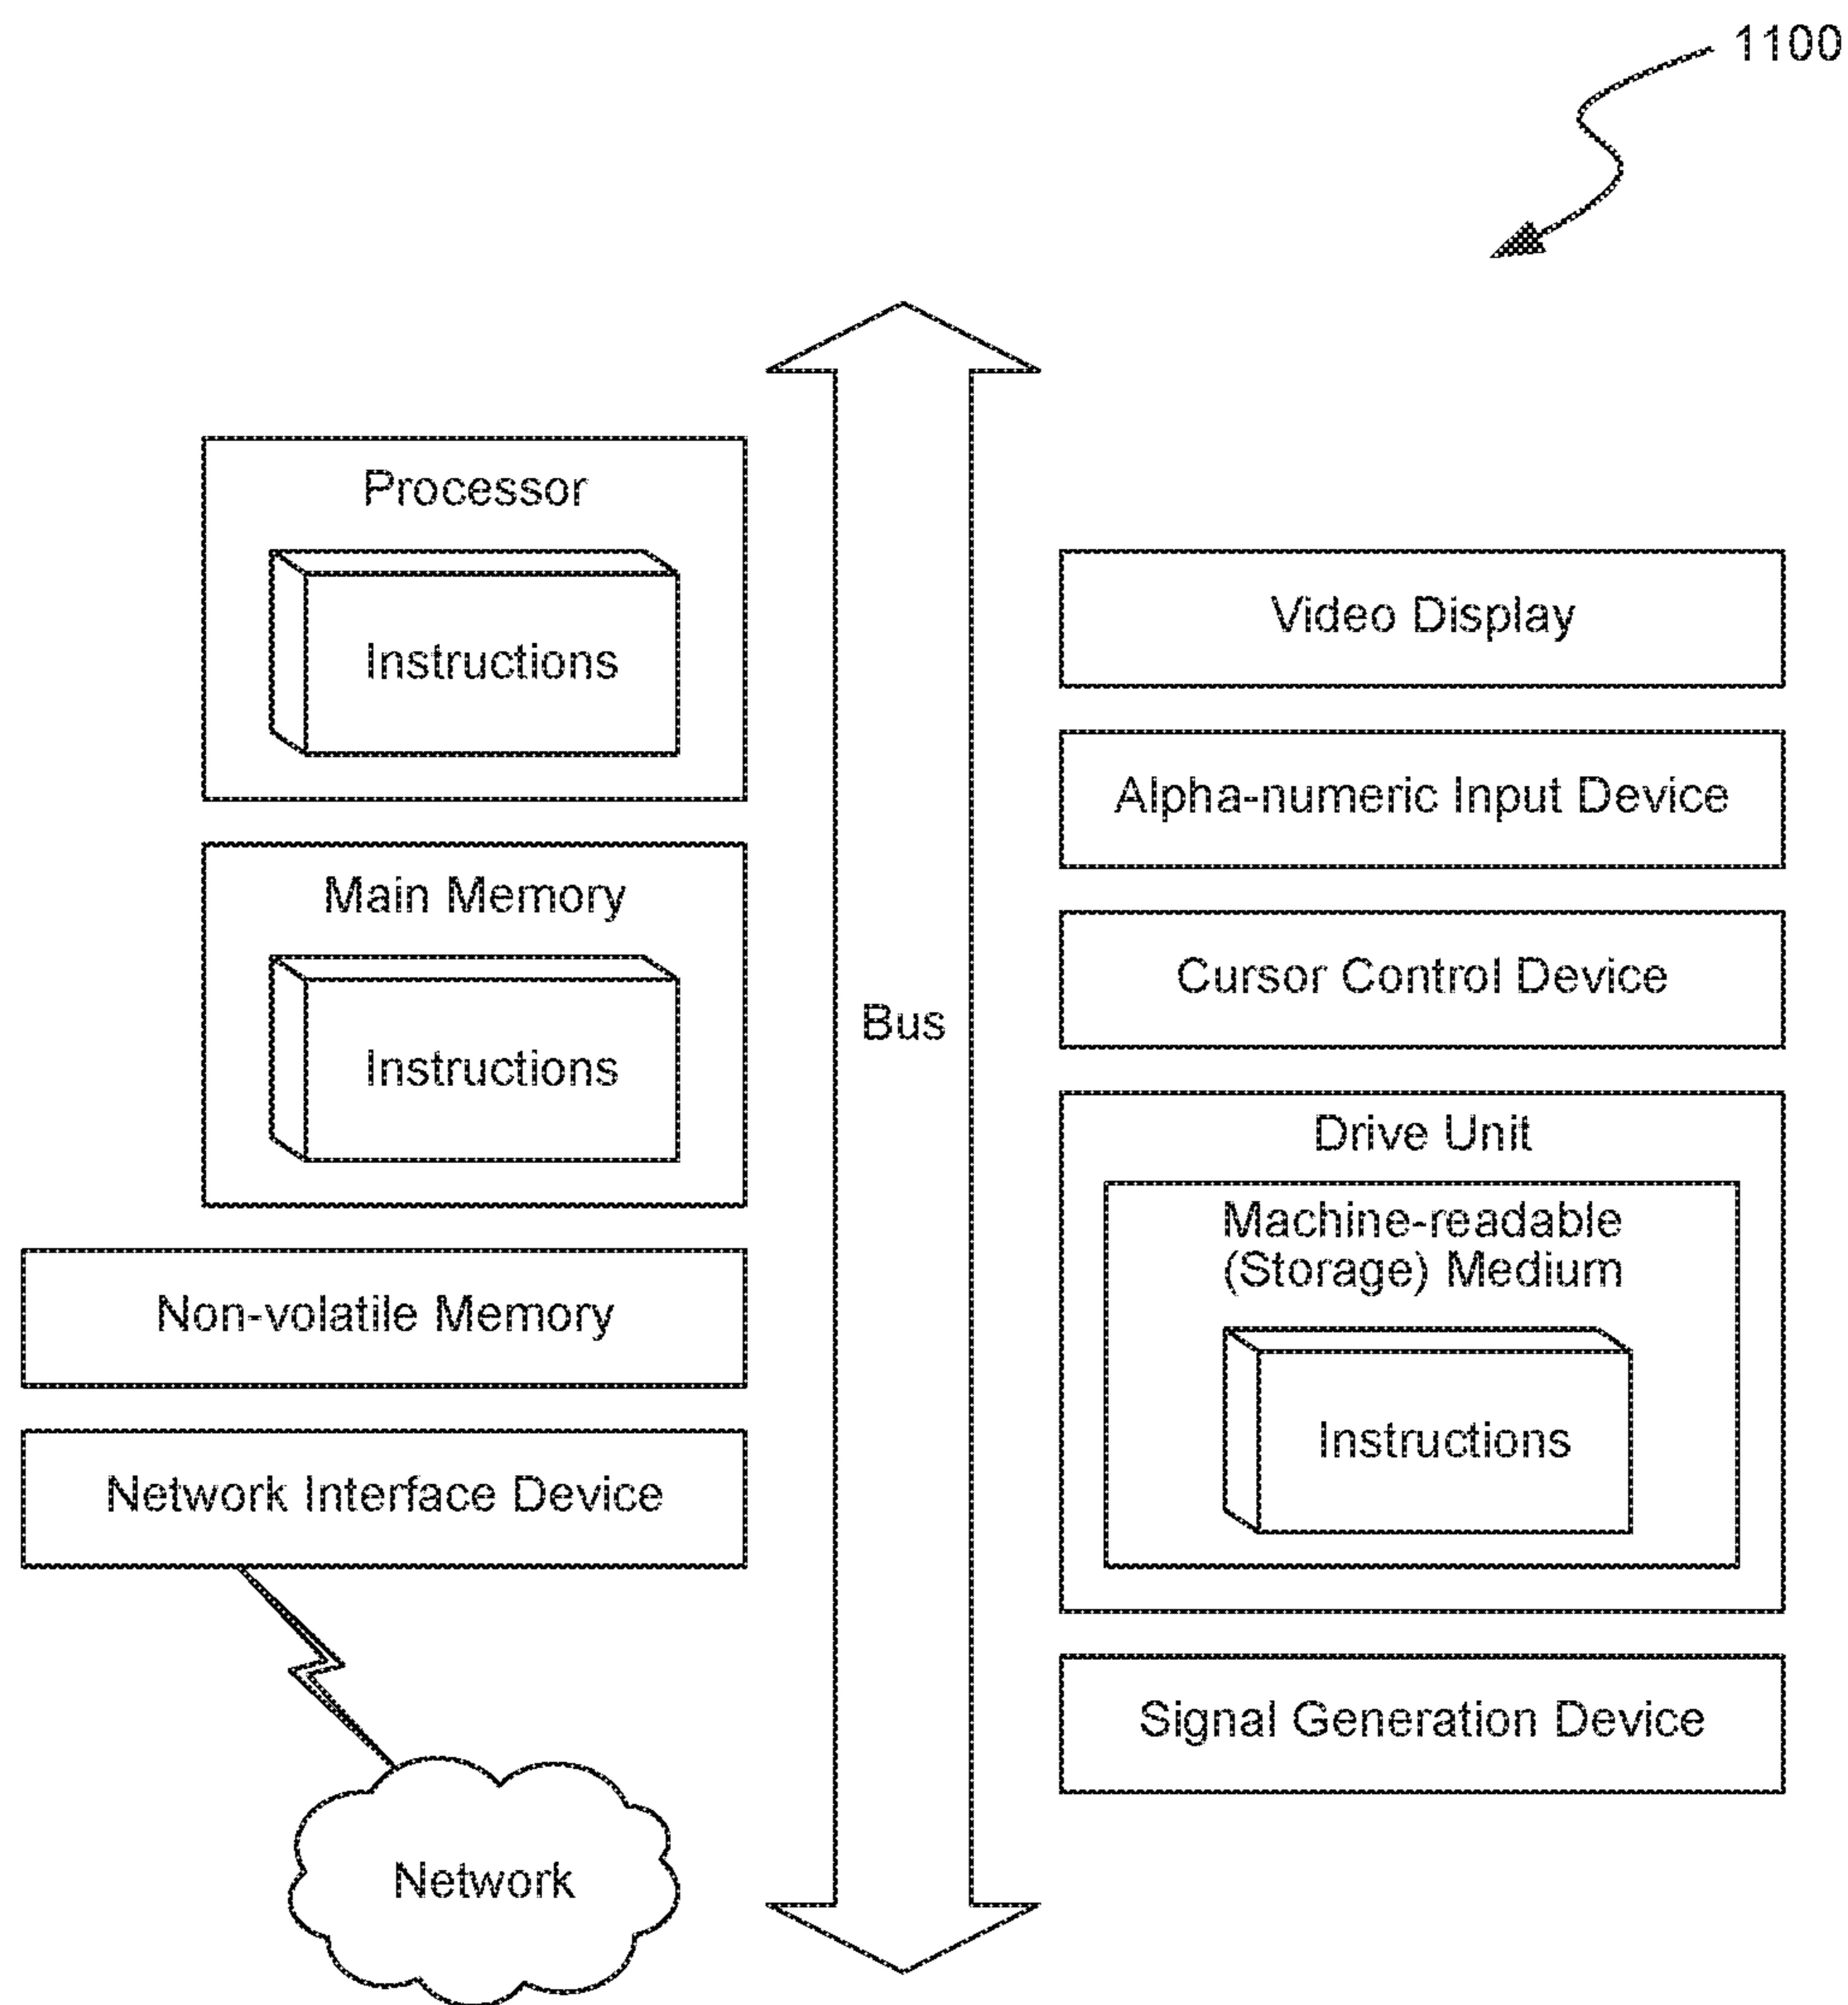 1100
Processor
Instructions
Main Memory
Instructions
Non-volatile Memory
Network Interface Device
Network
Bus
Video Display
Alpha-numeric Input Device
Cursor Control Device
Drive Unit
Machine-readable
(Storage) Medium
Instructions
Signal Generation Device